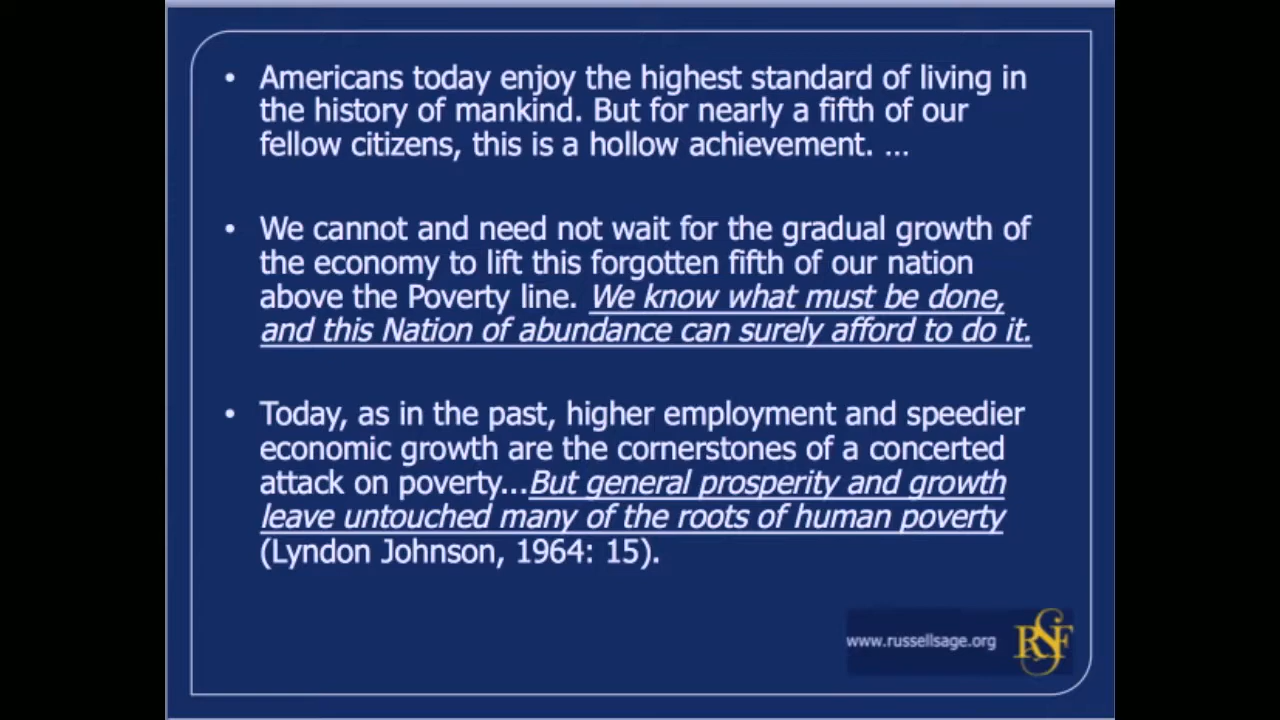 • Americans today enjoy the highest standard of living in
the history of mankind. But for nearly a fifth of our
fellow citizens, this is a hollow achievement. …
• We cannot and need not wait for the gradual growth of
the economy to lift this forgotten fifth of our nation
above the Poverty line. We know what must be done,
and this Nation of abundance can surely afford to do it.
• Today, as in the past, higher employment and speedier
economic growth are the cornerstones of a concerted
attack on poverty...But general prosperity and growth
leave untouched many of the roots of human poverty
(Lyndon Johnson, 1964: 15).
www.russellsage.org
RSF